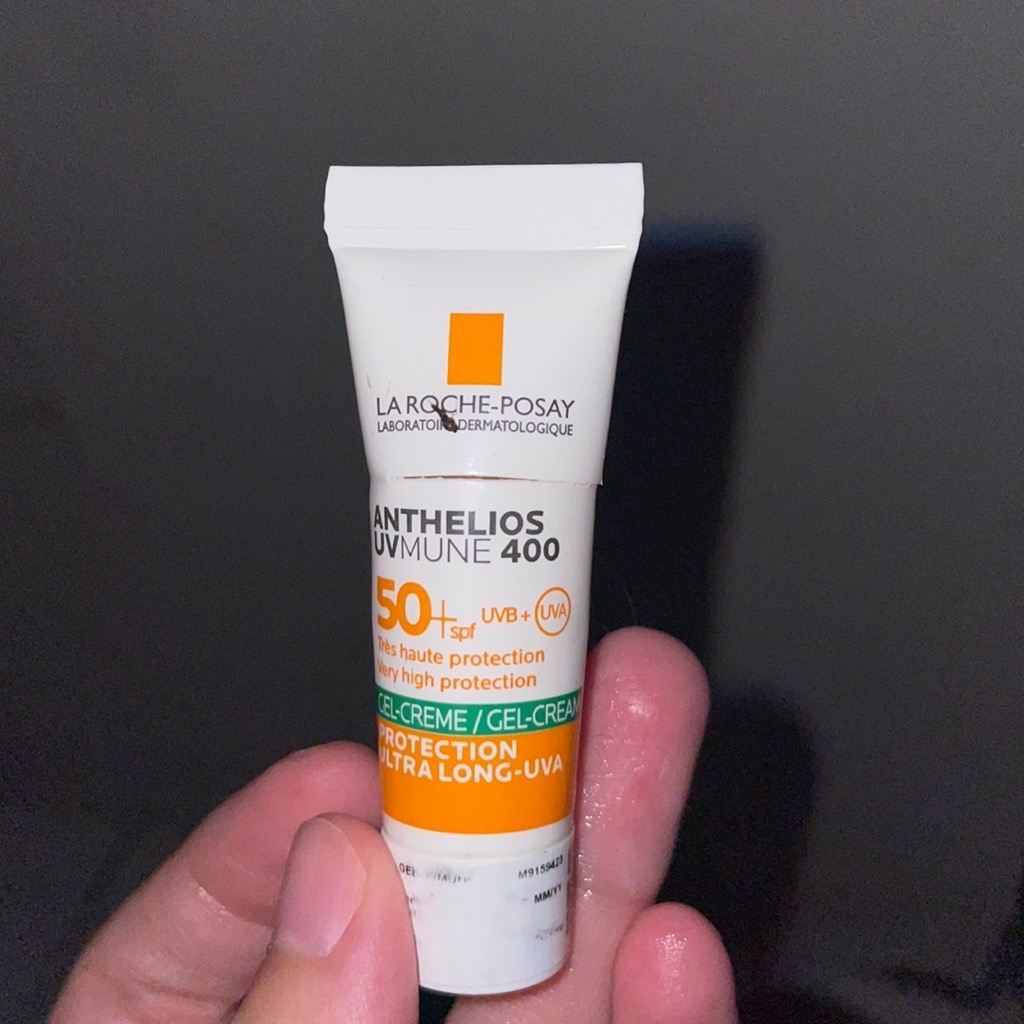 LA ROCHE-POSAY
LABORATOIRE DERMATOLOGIQUE
ANTHELIOS
UVMUNE 400
50+ spf UVB + UVA
Très haute protection
Very high protection
GEL-CREME / GEL-CREAM
PROTECTION
ULTRA LONG-UVA
M9159423
MM/YY